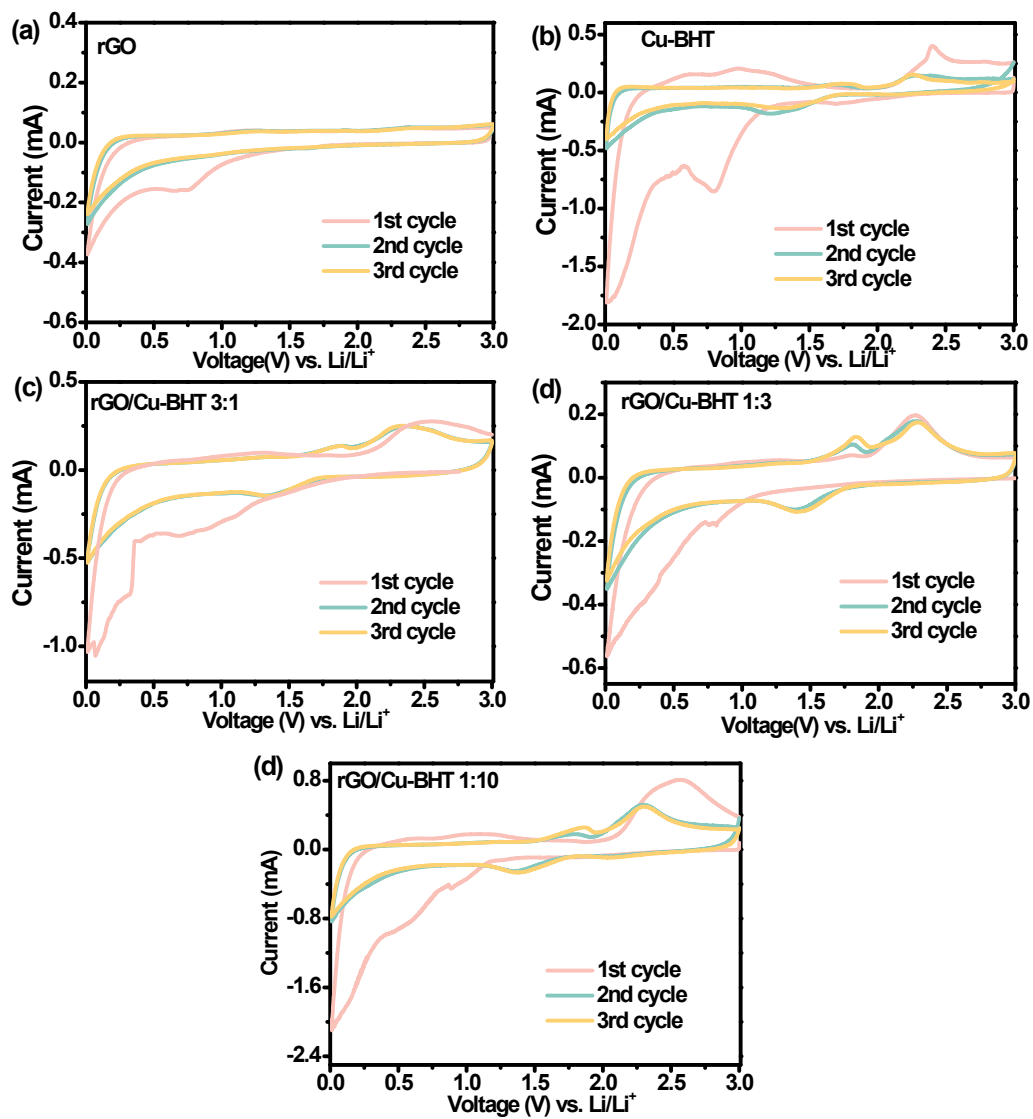 (a)
rGO
0.4
0.2
0.0
-0.2
-0.4
-0.6
Current (mA)
1st cycle
2nd cycle
3rd cycle
0.0 0.5 1.0 1.5 2.0 2.5 3.0
Voltage(V) vs. Li/Li⁺
(b)
Cu-BHT
0.5
0.0
-0.5
-1.0
-1.5
-2.0
Current (mA)
1st cycle
2nd cycle
3rd cycle
0.0 0.5 1.0 1.5 2.0 2.5 3.0
Voltage(V) vs. Li/Li⁺
(c)
rGO/Cu-BHT 3:1
0.5
0.0
-0.5
-1.0
Current (mA)
1st cycle
2nd cycle
3rd cycle
0.0 0.5 1.0 1.5 2.0 2.5 3.0
Voltage (V) vs. Li/Li⁺
(d)
rGO/Cu-BHT 1:3
0.2
0.0
-0.2
-0.4
-0.6
Current (mA)
1st cycle
2nd cycle
3rd cycle
0.0 0.5 1.0 1.5 2.0 2.5 3.0
Voltage(V) vs. Li/Li⁺
(d)
rGO/Cu-BHT 1:10
0.8
0.0
-0.8
-1.6
-2.4
Current (mA)
1st cycle
2nd cycle
3rd cycle
0.0 0.5 1.0 1.5 2.0 2.5 3.0
Voltage (V) vs. Li/Li⁺